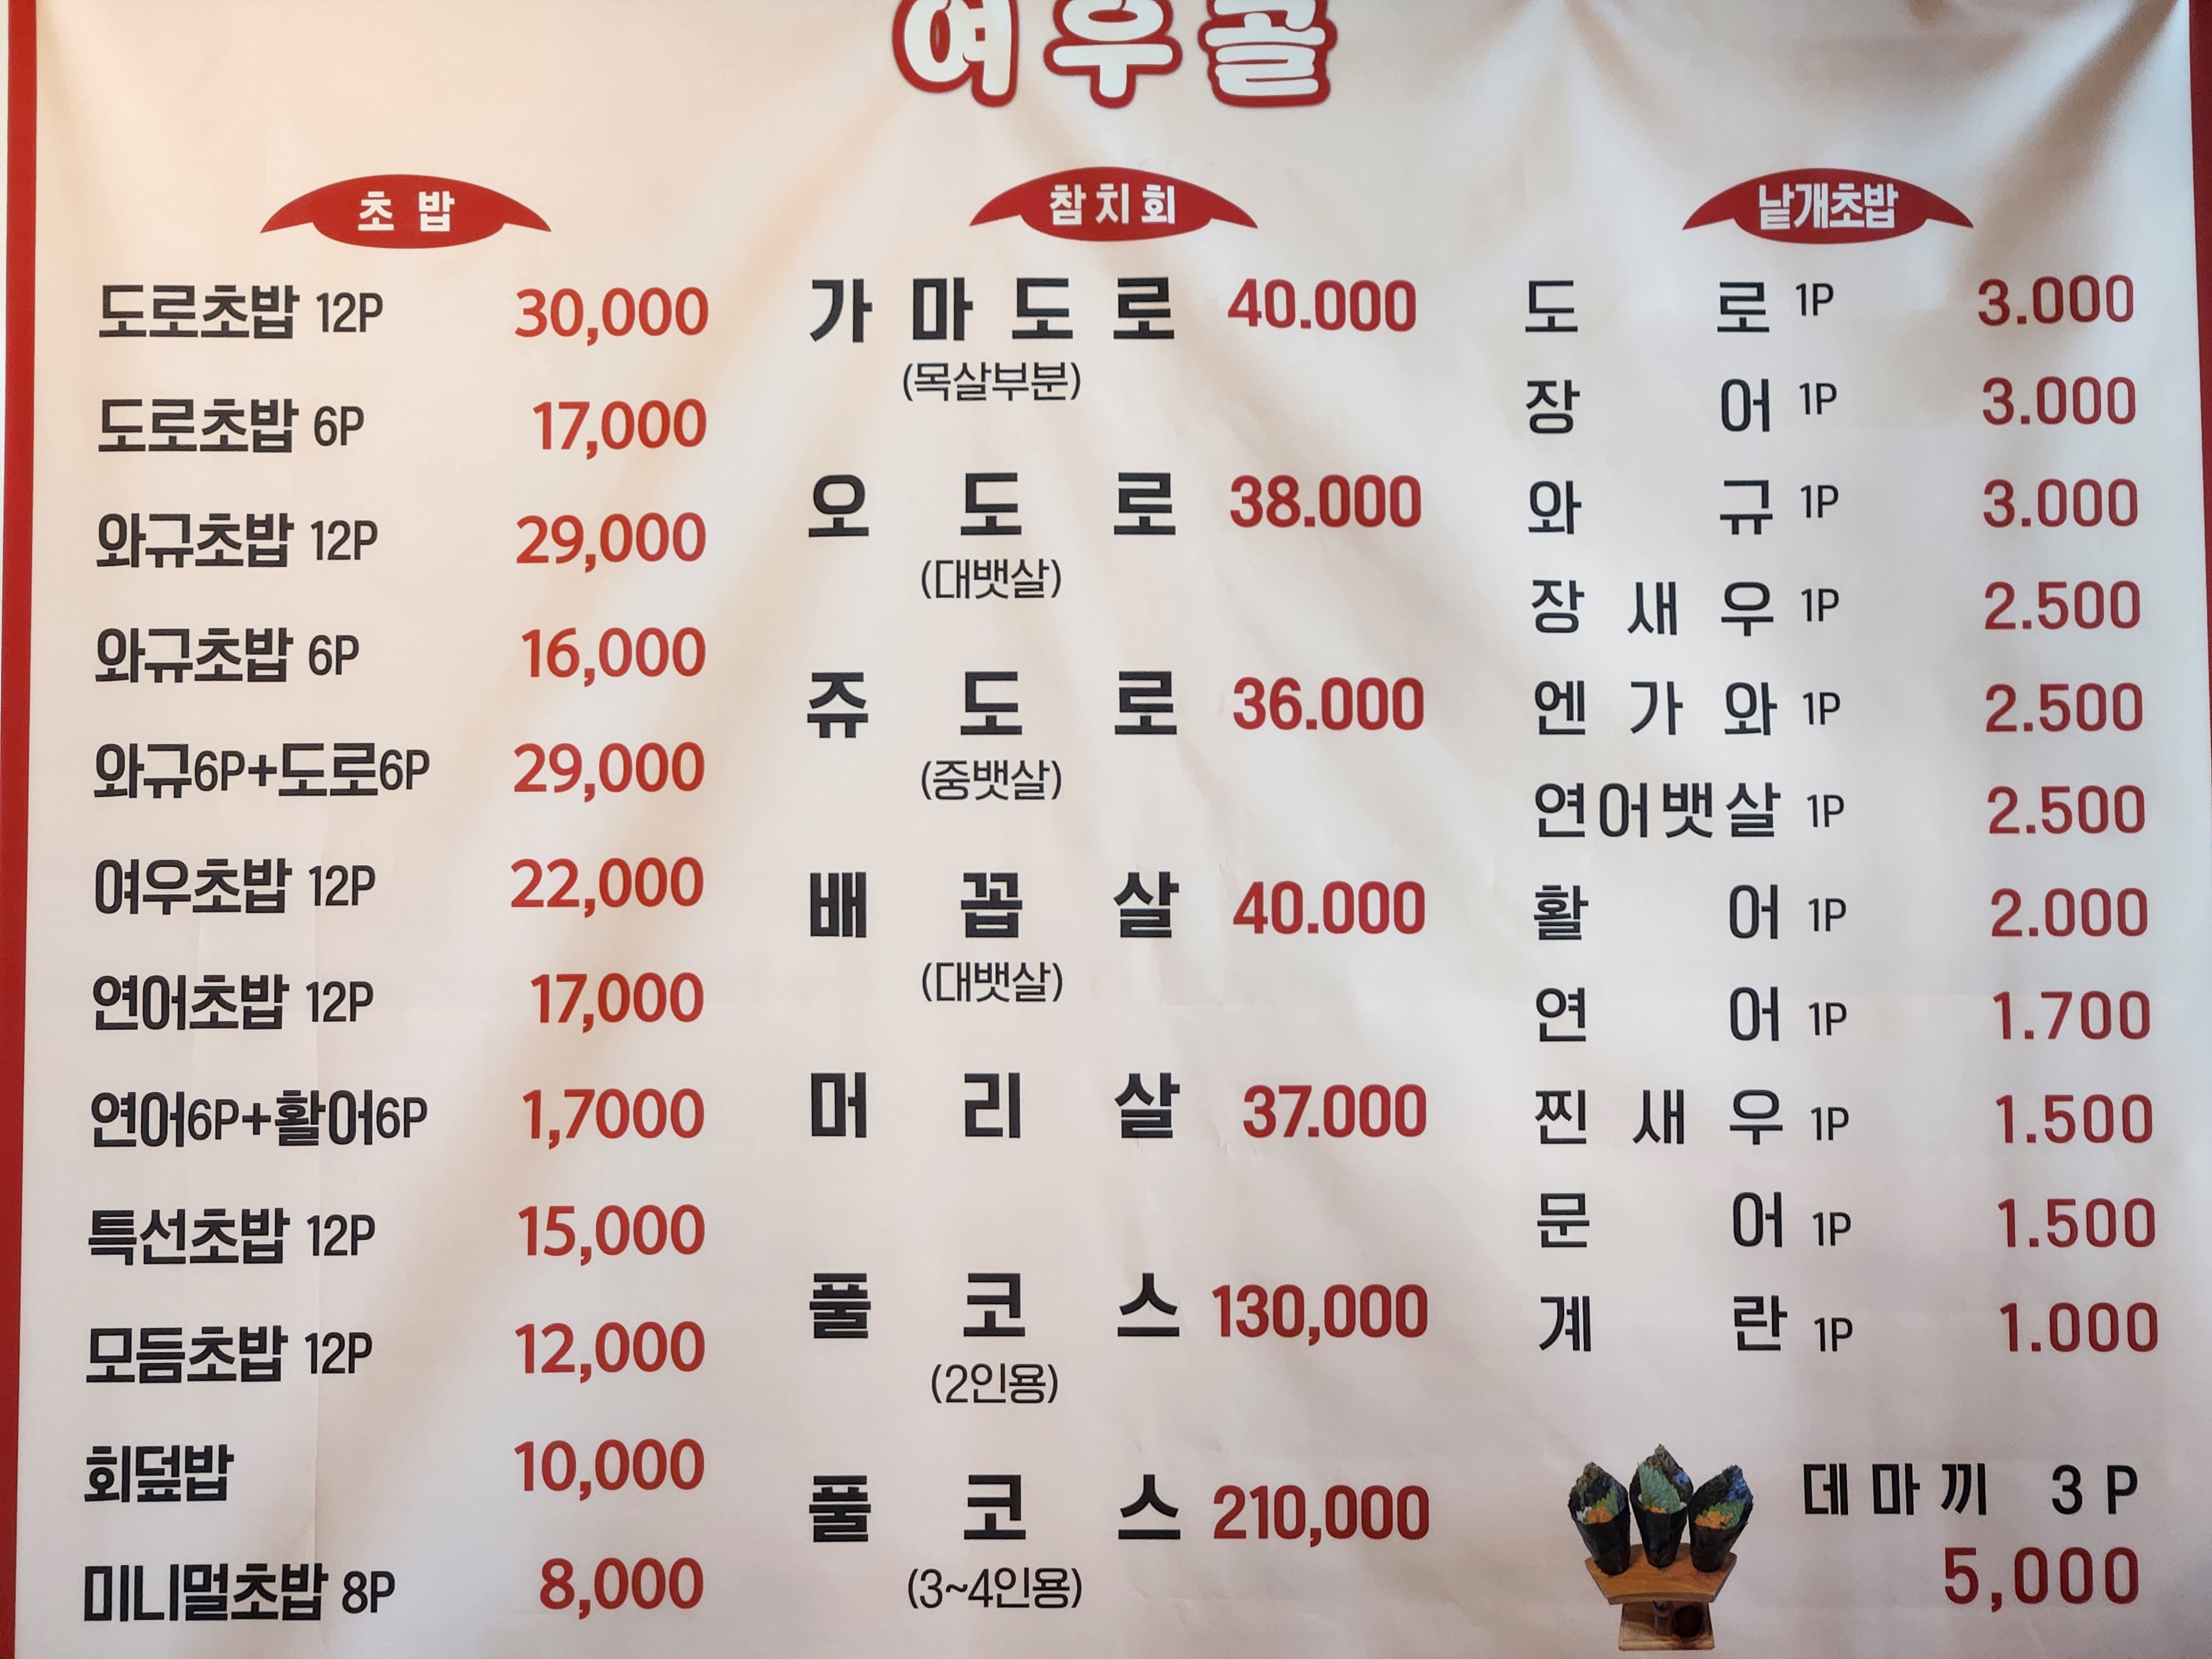 여우골
초 밥
도로초밥 12P 30,000
도로초밥 6P 17,000
와규초밥 12P 29,000
와규초밥 6P 16,000
와규6P+도로6P 29,000
여우초밥 12P 22,000
연어초밥 12P 17,000
연어6P+활어6P 1,7000
특선초밥 12P 15,000
모듬초밥 12P 12,000
회덮밥 10,000
미니멀초밥 8P 8,000
참치회
가마도로 40.000
(목살부분)
오도로 38.000
(대뱃살)
쥬도로 36.000
(중뱃살)
배꼽살 40.000
(대뱃살)
머리살 37.000
풀코스 130,000
(2인용)
풀코스 210,000
(3~4인용)
낱개초밥
도로 1P 3.000
장어 1P 3.000
와규 1P 3.000
장새우 1P 2.500
엔가와 1P 2.500
연어뱃살 1P 2.500
활어 1P 2.000
연어 1P 1.700
찐새우 1P 1.500
문어 1P 1.500
계란 1P 1.000
데마끼 3P
5,000